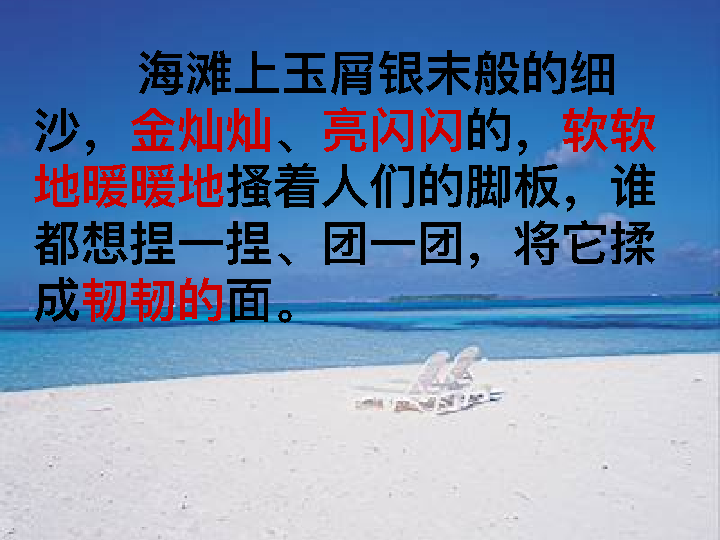 海滩上玉屑银末般的细
沙，金灿灿、亮闪闪的，软软
地暖暖地搔着人们的脚板，谁
都想捏一捏、团一团，将它揉
成韧韧的面。